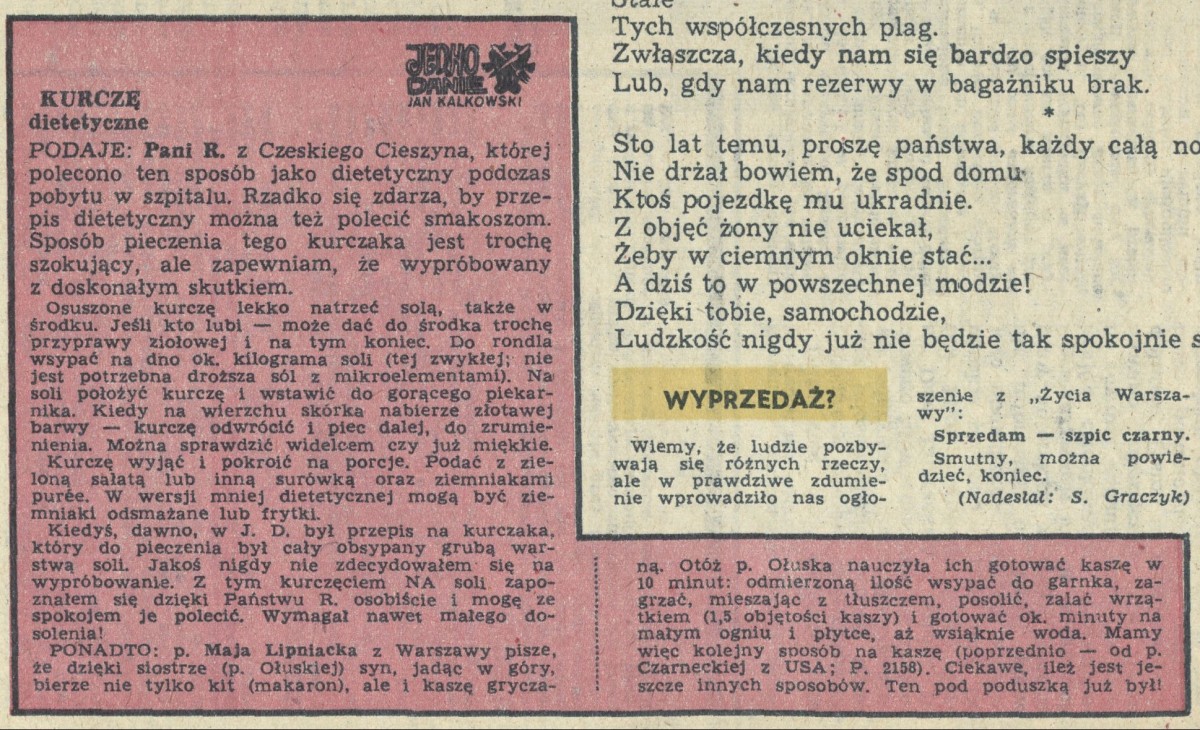 JEDNO
DANIE
JAN KALKOWSKI
KURCZĘ
dietetyczne
PODAJE: Pani R. z Czeskiego Cieszyna, której
polecono ten sposób jako dietetyczny podczas
pobytu w szpitalu. Rzadko się zdarza, by prze-
pis dietetyczny można też polecić smakoszom.
Sposób pieczenia tego kurczaka jest trochę
szokujący, ale zapewniam, że wypróbowany
z doskonałym skutkiem.
Osuszone kurczę lekko natrzeć solą, także w
środku. Jeśli kto lubi — może dać do środka trochę
przyprawy ziołowej i na tym koniec. Do rondla
wsypać na dno ok. kilograma soli (tej zwykłej; nie
jest potrzebna droższa sól z mikroelementami). Na
soli położyć kurczę i wstawić do gorącego piekar-
nika. Kiedy na wierzchu skórka nabierze złotawej
barwy — kurczę odwrócić i piec dalej, do zrumie-
nienia. Można sprawdzić widelcem czy już miękkie.
Kurczę wyjąć i pokroić na porcje. Podać z zie-
loną sałatą lub inną surówką oraz ziemniakami
purée. W wersji mniej dietetycznej mogą być zie-
mniaki odsmażane lub frytki.
Kiedyś, dawno, w J. D. był przepis na kurczaka,
który do pieczenia był cały obsypany grubą war-
stwą soli. Jakoś nigdy nie zdecydowałem się na
wypróbowanie. Z tym kurczęciem NA soli zapo-
znałem się dzięki Państwu R. osobiście i mogę ze
spokojem je polecić. Wymagał nawet małego do-
solenia!
PONADTO: p. Maja Lipniacka z Warszawy pisze,
że dzięki siostrze (p. Ołuskiej) syn, jadąc w góry,
bierze nie tylko kit (makaron), ale i kaszę grycza-
ną. Otóż p. Ołuska nauczyła ich gotować kaszę w
10 minut: odmierzoną ilość wsypać do garnka, za-
grzać, mieszając z tłuszczem, posolić, zalać wrzą-
tkiem (1,5 objętości kaszy) i gotować ok. minuty na
małym ogniu i płytce, aż wsiąknie woda. Mamy
więc kolejny sposób na kaszę (poprzednio — od p.
Czarneckiej z USA; P. 2158). Ciekawe, ileż jest je-
szcze innych sposobów. Ten pod poduszką już był!
Stałe
Tych współczesnych plag.
Zwłaszcza, kiedy nam się bardzo spieszy
Lub, gdy nam rezerwy w bagażniku brak.
*
Sto lat temu, proszę państwa, każdy całą no
Nie drżał bowiem, że spod domu
Ktoś pojezdkę mu ukradnie.
Z objęć żony nie uciekał,
Żeby w ciemnym oknie stać...
A dziś to w powszechnej modzie!
Dzięki tobie, samochodzie,
Ludzkość nigdy już nie będzie tak spokojnie s
WYPRZEDAŻ?
Wiemy, że ludzie pozby-
wają się różnych rzeczy,
ale w prawdziwe zdumie-
nie wprowadziło nas ogło-
szenie z „Życia Warsza-
wy":
Sprzedam — szpic czarny.
Smutny, można powie-
dzieć, koniec.
(Nadesłał: S. Graczyk)